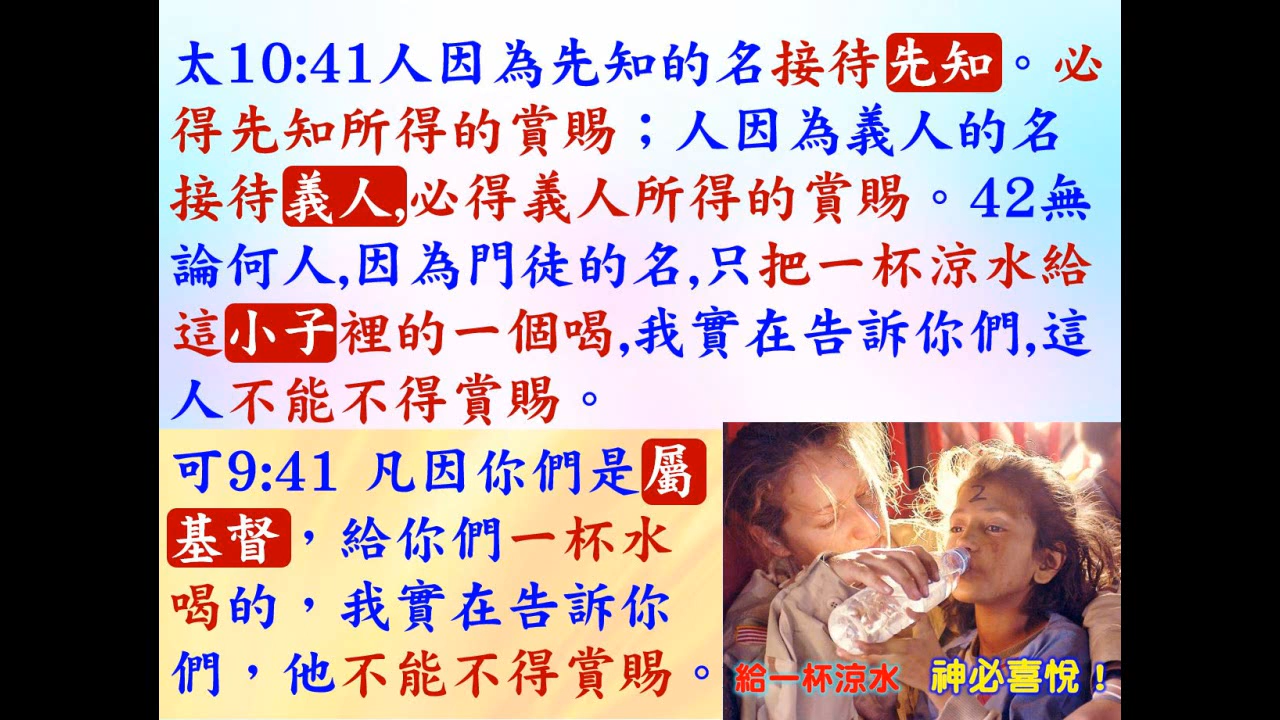 太10:41人因為先知的名接待先知。必
得先知所得的賞賜；人因為義人的名
接待義人,必得義人所得的賞賜。42無
論何人,因為門徒的名,只把一杯涼水給
這小子裡的一個喝,我實在告訴你們,這
人不能不得賞賜。
可9:41 凡因你們是屬
基督，給你們一杯水
喝的，我實在告訴你
們，他不能不得賞賜。
2
給一杯涼水 神必喜悅！